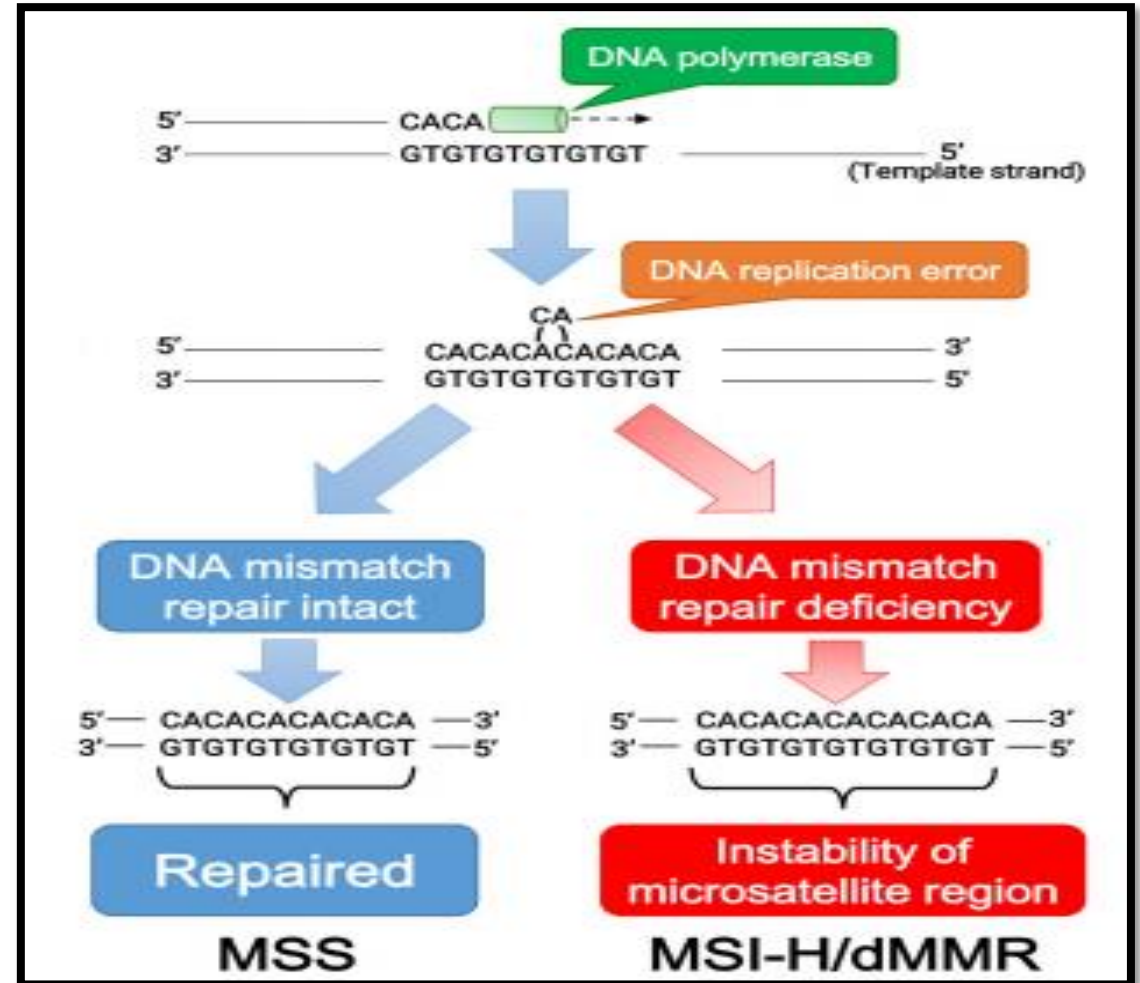 DNA polymerase
5' CACA
3' GTGTGTGTGTGT 5'
(Template strand)
DNA replication error
CA
5' CACACACACACA 3'
3' GTGTGTGTGTGT 5'
DNA mismatch
repair intact
DNA mismatch
repair deficiency
5' CACACACACACA 3'
3' GTGTGTGTGTGT 5'
5' CACACACACACACA 3'
3' GTGTGTGTGTGTGT 5'
Repaired
Instability of
microsatellite region
MSS
MSI-H/dMMR